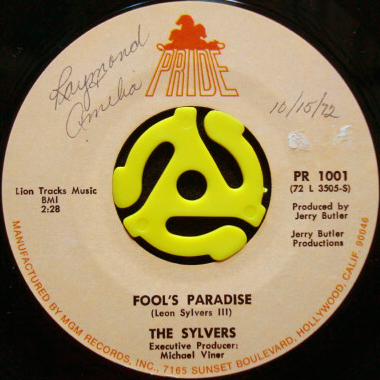 PRIDE
Raymond
Amelia
10/15/72
Lion Tracks Music
BMI
2:28
PR 1001
(72 L 3505-S)
Produced by
Jerry Butler
Jerry Butler
Productions
FOOL'S PARADISE
(Leon Sylvers III)
THE SYLVERS
Executive Producer:
Michael Viner
MANUFACTURED BY MGM RECORDS, INC., 7165 SUNSET BOULEVARD, HOLLYWOOD, CALIF. 90046